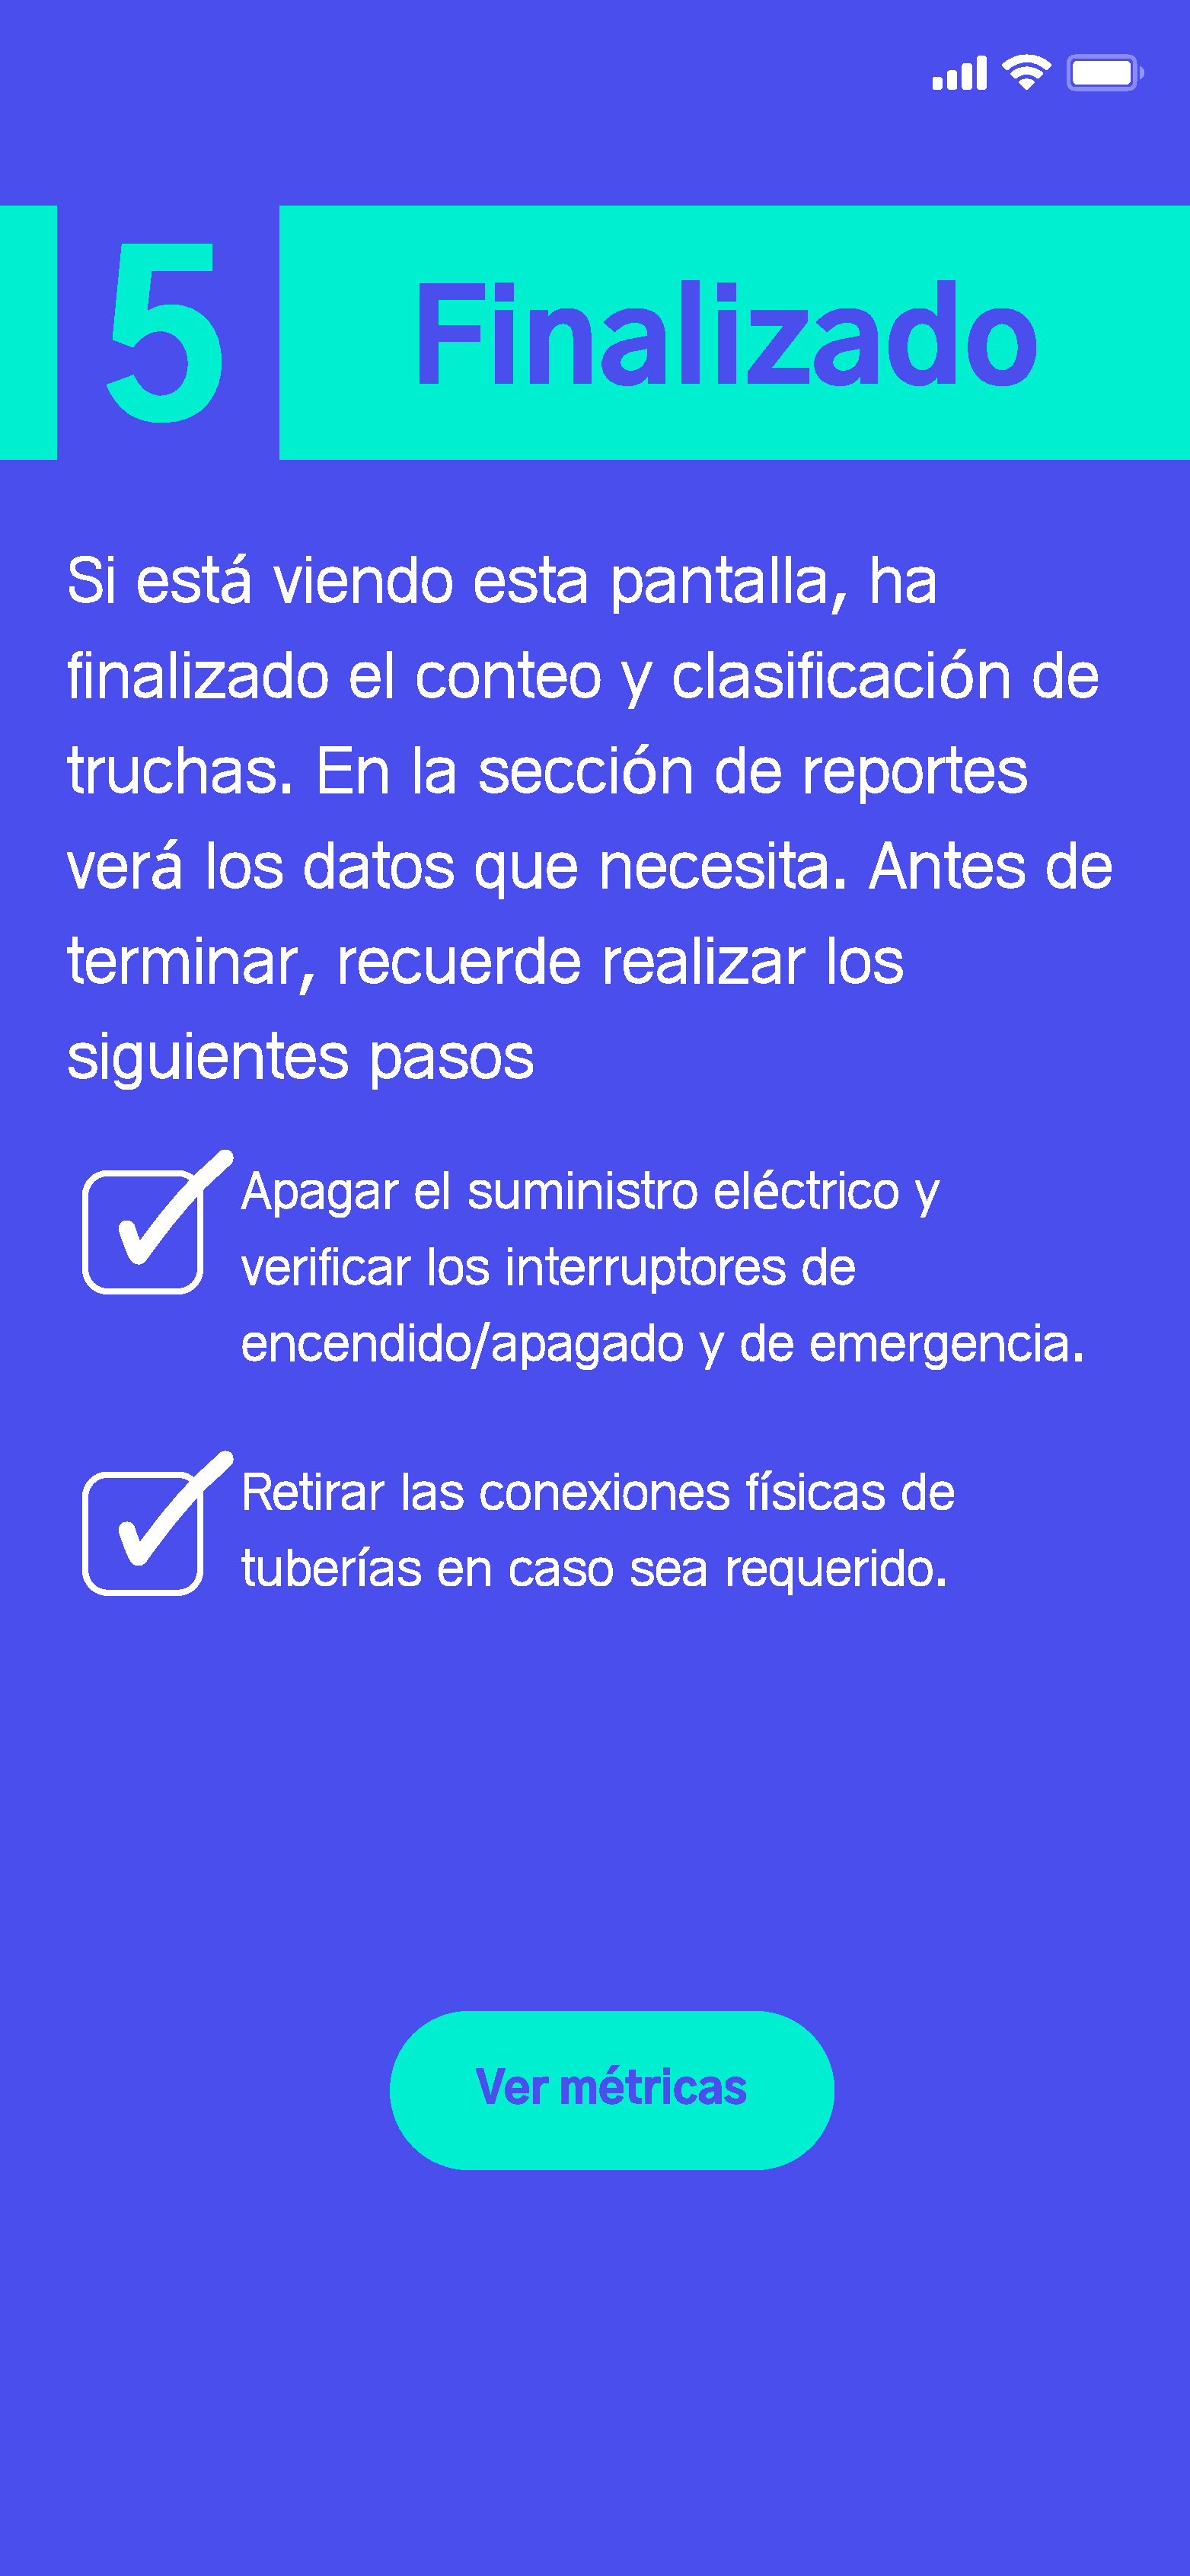 5 Finalizado
Si está viendo esta pantalla, ha
finalizado el conteo y clasificación de
truchas. En la sección de reportes
verá los datos que necesita. Antes de
terminar, recuerde realizar los
siguientes pasos
Apagar el suministro eléctrico y
verificar los interruptores de
encendido/apagado y de emergencia.
Retirar las conexiones físicas de
tuberías en caso sea requerido.
Ver métricas